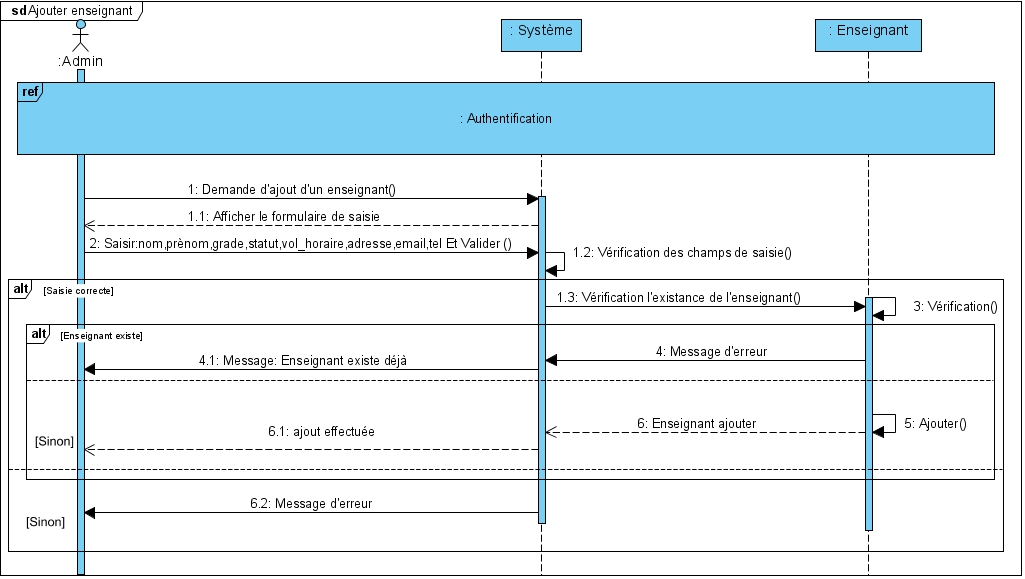 sd Ajouter enseignant
: Système
: Enseignant
:Admin
ref
: Authentification
1: Demande d'ajout d'un enseignant()
1.1: Afficher le formulaire de saisie
2: Saisir:nom,prènom,grade,statut,vol_horaire,adresse,email,tel Et Valider ()
1.2: Vérification des champs de saisie()
alt
[Saisie correcte]
1.3: Vérification l'existance de l'enseignant()
3: Vérification()
alt
[Enseignant existe]
4: Message d'erreur
4.1: Message: Enseignant existe déjà
5: Ajouter()
6: Enseignant ajouter
6.1: ajout effectuée
[Sinon]
6.2: Message d'erreur
[Sinon]